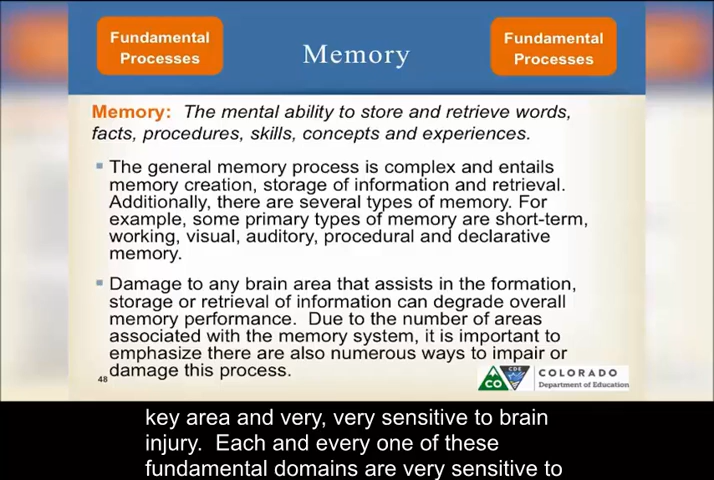 Fundamental
Processes
Memory
Fundamental
Processes
Memory: The mental ability to store and retrieve words,
facts, procedures, skills, concepts and experiences.
The general memory process is complex and entails
memory creation, storage of information and retrieval.
Additionally, there are several types of memory. For
example, some primary types of memory are short-term,
working, visual, auditory, procedural and declarative
memory.
Damage to any brain area that assists in the formation,
storage or retrieval of information can degrade overall
memory performance. Due to the number of areas
associated with the memory system, it is important to
emphasize there are also numerous ways to impair or
damage this process.
48
CO
CDE
COLORADO
Department of Education
key area and very, very sensitive to brain
injury. Each and every one of these
fundamental domains are very sensitive to